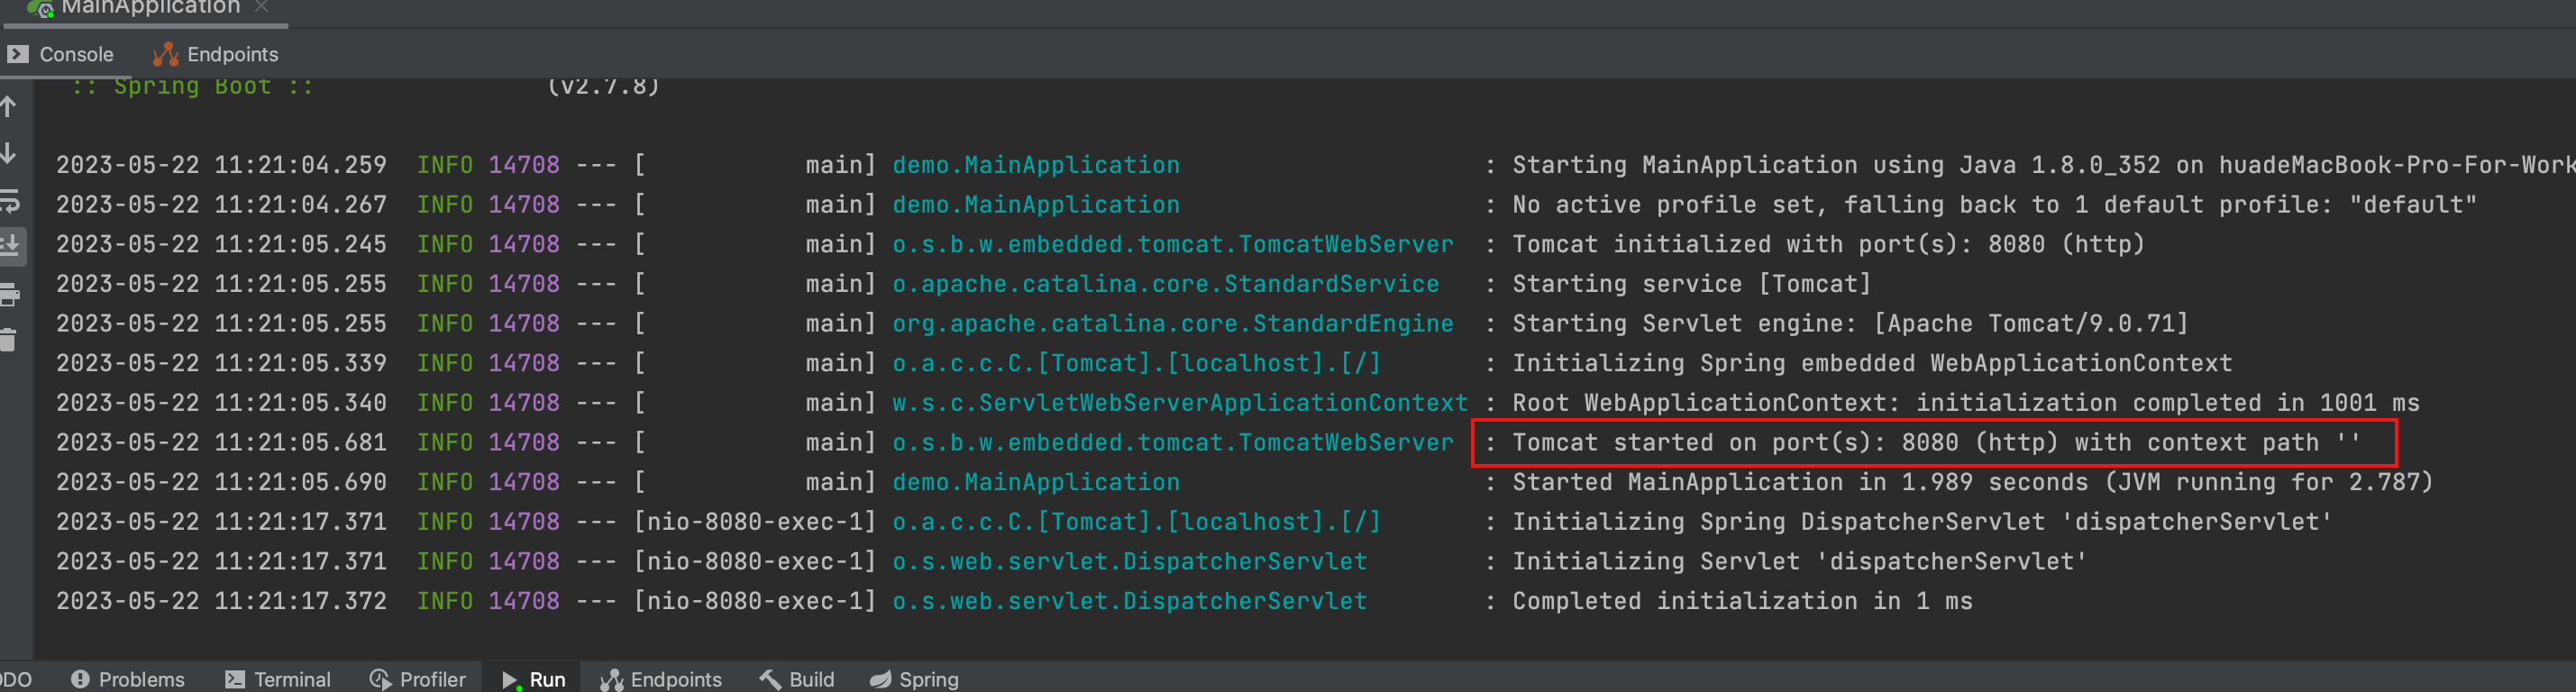 MainApplication
Console Endpoints
:: Spring Boot :: (v2.7.8)
2023-05-22 11:21:04.259 INFO 14708 --- [ main] demo.MainApplication : Starting MainApplication using Java 1.8.0_352 on huadeMacBook-Pro-For-Work
2023-05-22 11:21:04.267 INFO 14708 --- [ main] demo.MainApplication : No active profile set, falling back to 1 default profile: "default"
2023-05-22 11:21:05.245 INFO 14708 --- [ main] o.s.b.w.embedded.tomcat.TomcatWebServer : Tomcat initialized with port(s): 8080 (http)
2023-05-22 11:21:05.255 INFO 14708 --- [ main] o.apache.catalina.core.StandardService : Starting service [Tomcat]
2023-05-22 11:21:05.255 INFO 14708 --- [ main] org.apache.catalina.core.StandardEngine : Starting Servlet engine: [Apache Tomcat/9.0.71]
2023-05-22 11:21:05.339 INFO 14708 --- [ main] o.a.c.c.C.[Tomcat].[localhost].[/] : Initializing Spring embedded WebApplicationContext
2023-05-22 11:21:05.340 INFO 14708 --- [ main] w.s.c.ServletWebServerApplicationContext : Root WebApplicationContext: initialization completed in 1001 ms
2023-05-22 11:21:05.681 INFO 14708 --- [ main] o.s.b.w.embedded.tomcat.TomcatWebServer : Tomcat started on port(s): 8080 (http) with context path ''
2023-05-22 11:21:05.690 INFO 14708 --- [ main] demo.MainApplication : Started MainApplication in 1.989 seconds (JVM running for 2.787)
2023-05-22 11:21:17.371 INFO 14708 --- [nio-8080-exec-1] o.a.c.c.C.[Tomcat].[localhost].[/] : Initializing Spring DispatcherServlet 'dispatcherServlet'
2023-05-22 11:21:17.371 INFO 14708 --- [nio-8080-exec-1] o.s.web.servlet.DispatcherServlet : Initializing Servlet 'dispatcherServlet'
2023-05-22 11:21:17.372 INFO 14708 --- [nio-8080-exec-1] o.s.web.servlet.DispatcherServlet : Completed initialization in 1 ms
ODO Problems Terminal Profiler Run Endpoints Build Spring